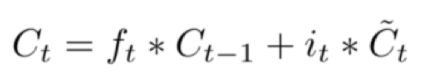 C_t = f_t * C_{t-1} + i_t * \tilde{C}_t